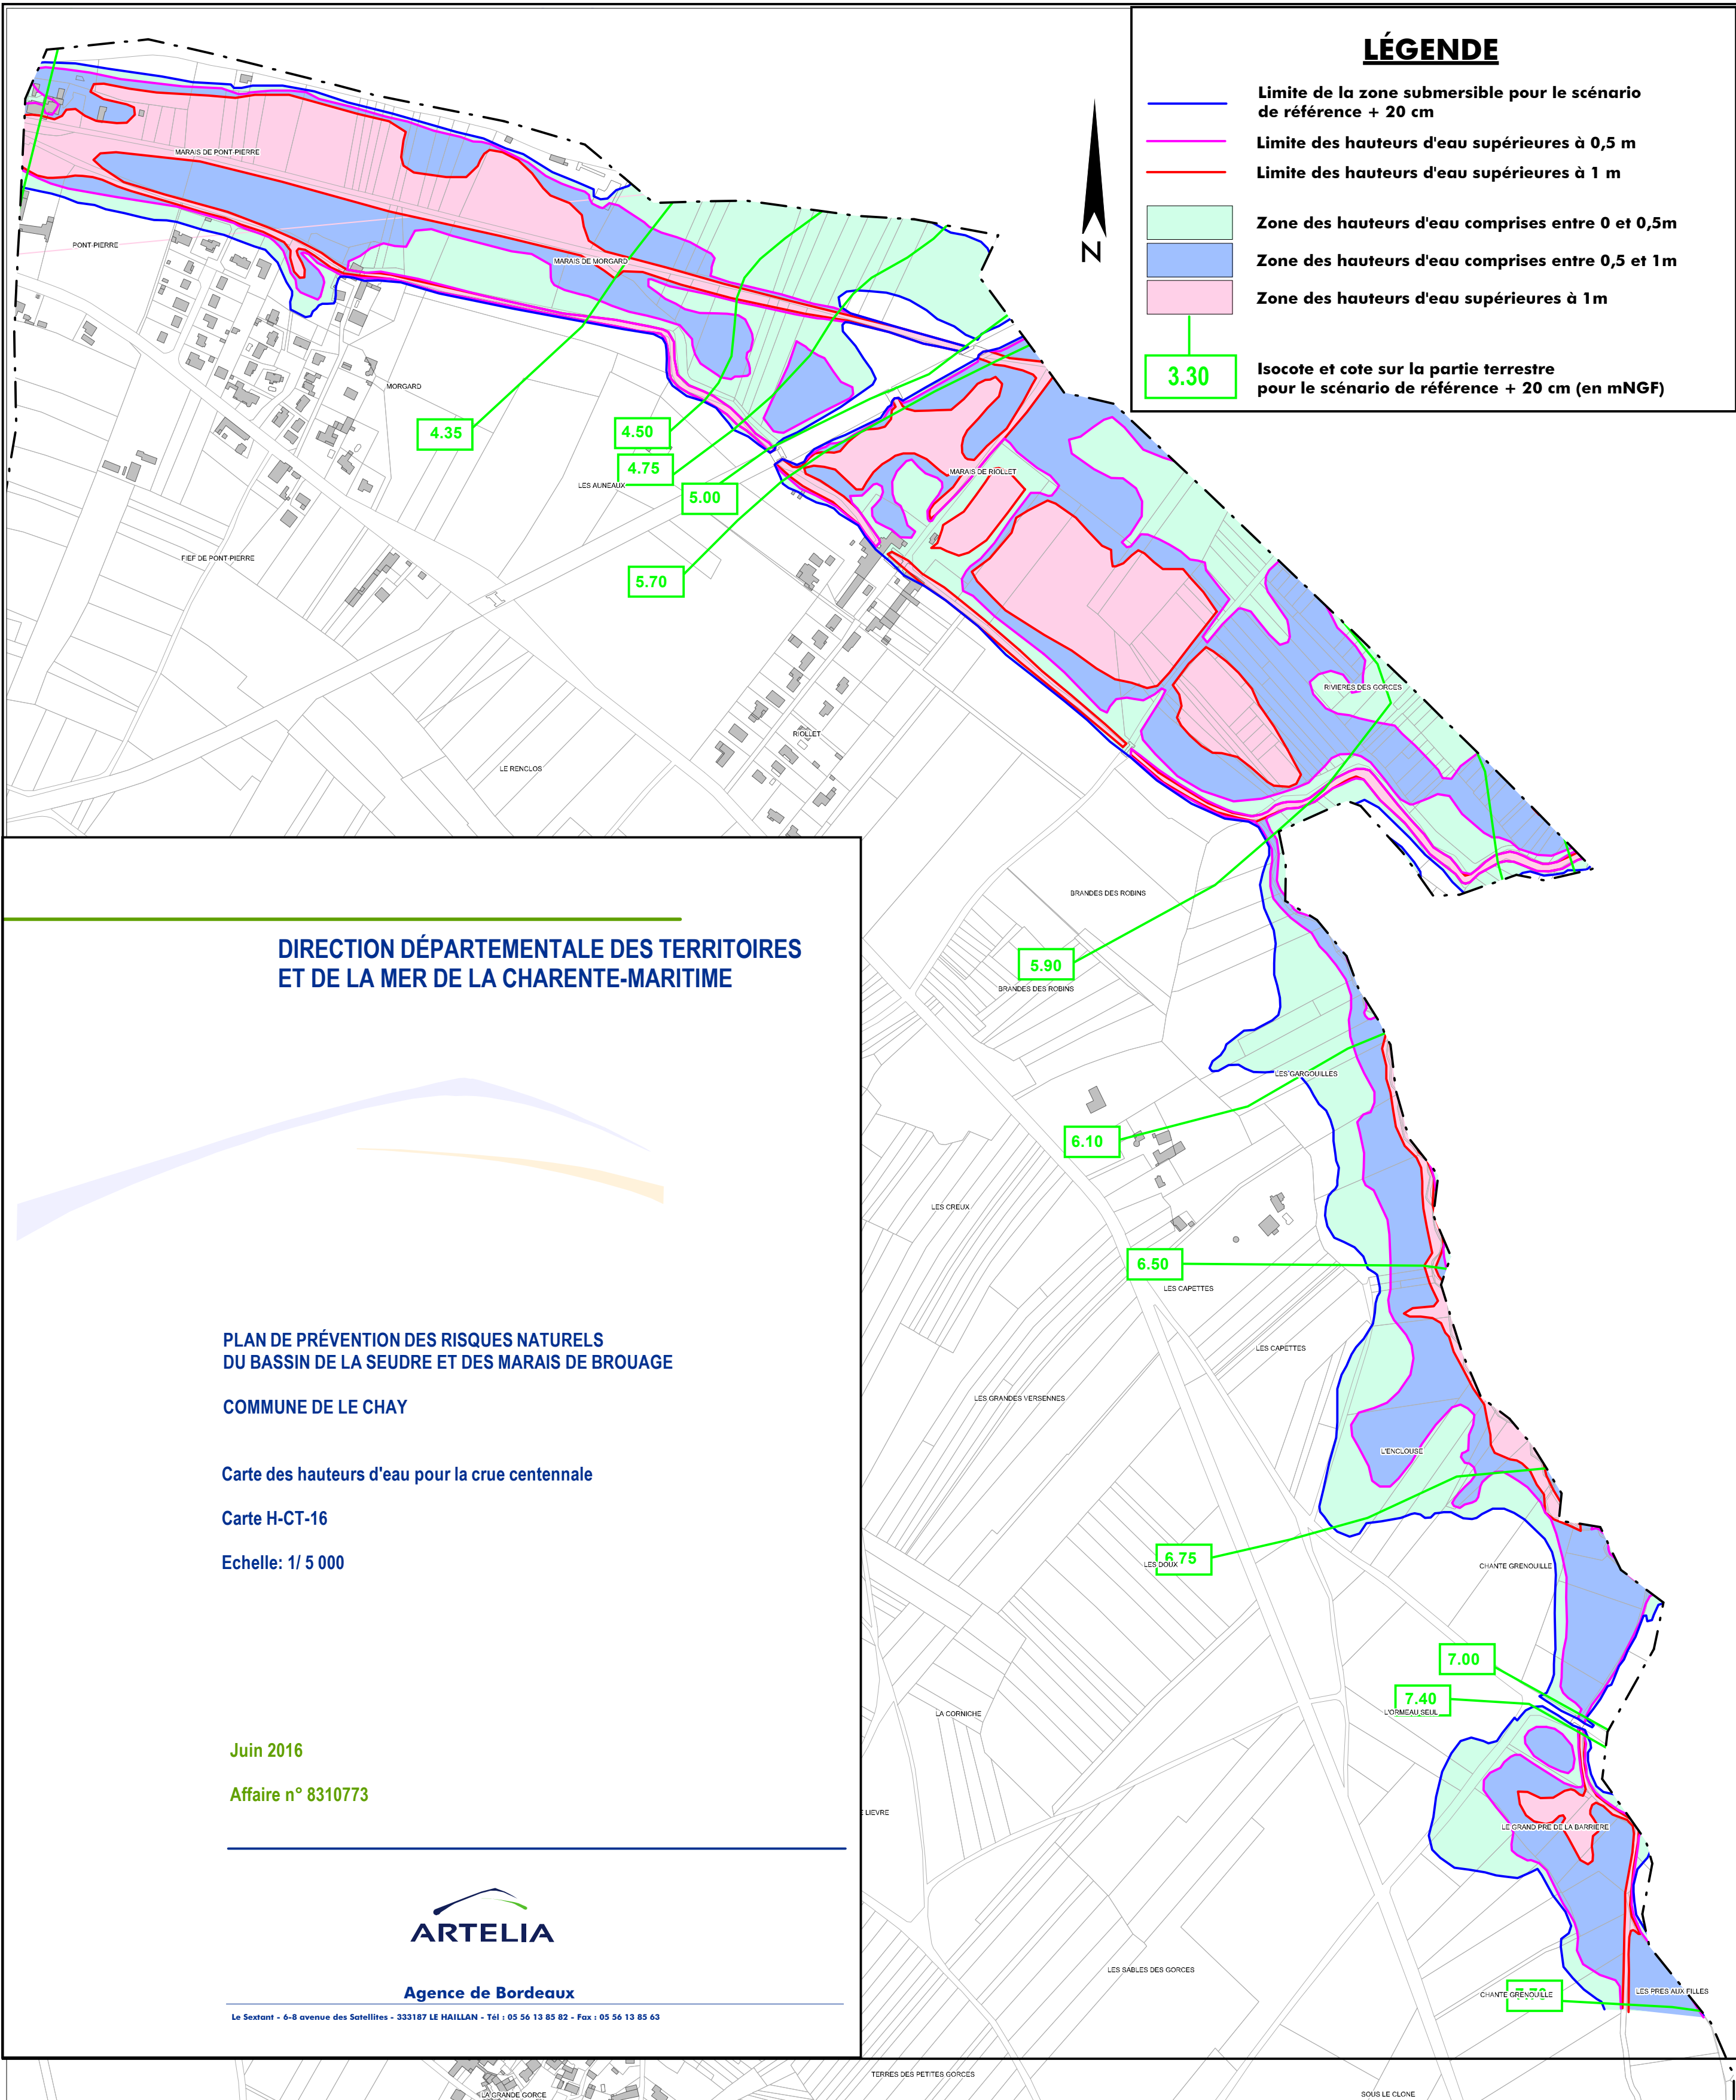 LÉGENDE
Limite de la zone submersible pour le scénario
de référence + 20 cm
Limite des hauteurs d'eau supérieures à 0,5 m
Limite des hauteurs d'eau supérieures à 1 m
Zone des hauteurs d'eau comprises entre 0 et 0,5m
Zone des hauteurs d'eau comprises entre 0,5 et 1m
Zone des hauteurs d'eau supérieures à 1m
3.30
Isocote et cote sur la partie terrestre
pour le scénario de référence + 20 cm (en mNGF)
N
MARAIS DE PONT-PIERRE
PONT-PIERRE
MARAIS DE MORGARD
MORGARD
4.35
4.50
4.75
5.00
LES AUNEAUX
MARAIS DE RIOLLET
FIEF DE PONT-PIERRE
5.70
RIVIERES DES GORCES
RIOLLET
LE RENCLOS
BRANDES DES ROBINS
5.90
BRANDES DES ROBINS
LES GARGOUILLES
6.10
LES CREUX
6.50
LES CAPETTES
LES CAPETTES
LES GRANDES VERSENNES
L'ENCLOUSE
6.75
LES DOUX
CHANTE GRENOUILLE
7.00
7.40
L'ORMEAU SEUL
LA CORNICHE
E LIEVRE
LE GRAND PRE DE LA BARRIERE
LES SABLES DES GORCES
CHANTE GRENOUILLE
LES PRES AUX FILLES
TERRES DES PETITES GORCES
LA GRANDE GORCE
SOUS LE CLONE
DIRECTION DÉPARTEMENTALE DES TERRITOIRES
ET DE LA MER DE LA CHARENTE-MARITIME
PLAN DE PRÉVENTION DES RISQUES NATURELS
DU BASSIN DE LA SEUDRE ET DES MARAIS DE BROUAGE
COMMUNE DE LE CHAY
Carte des hauteurs d'eau pour la crue centennale
Carte H-CT-16
Echelle: 1/ 5 000
Juin 2016
Affaire n° 8310773
ARTELIA
Agence de Bordeaux
Le Sextant - 6-8 avenue des Satellites - 333187 LE HAILLAN - Tél : 05 56 13 85 82 - Fax : 05 56 13 85 63